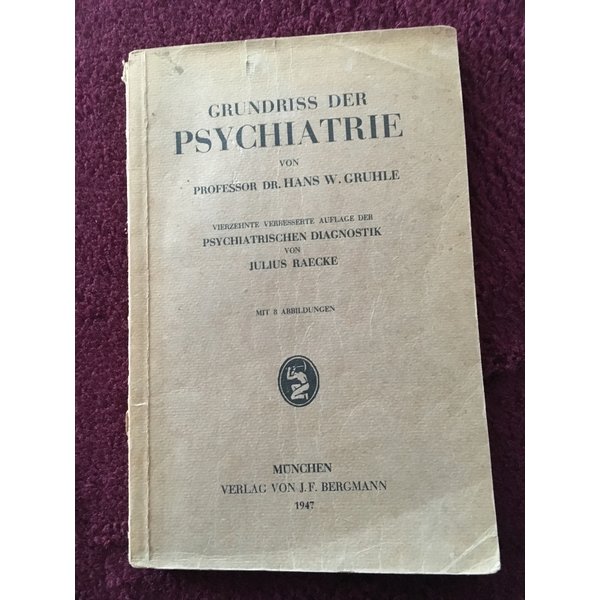 GRUNDRISS DER
PSYCHIATRIE
VON
PROFESSOR DR. HANS W. GRUHLE
VIERZEHNTE VERBESSERTE AUFLAGE DER
PSYCHIATRISCHEN DIAGNOSTIK
VON
JULIUS RAECKE
MIT 8 ABBILDUNGEN
MÜNCHEN
VERLAG VON J. F. BERGMANN
1947